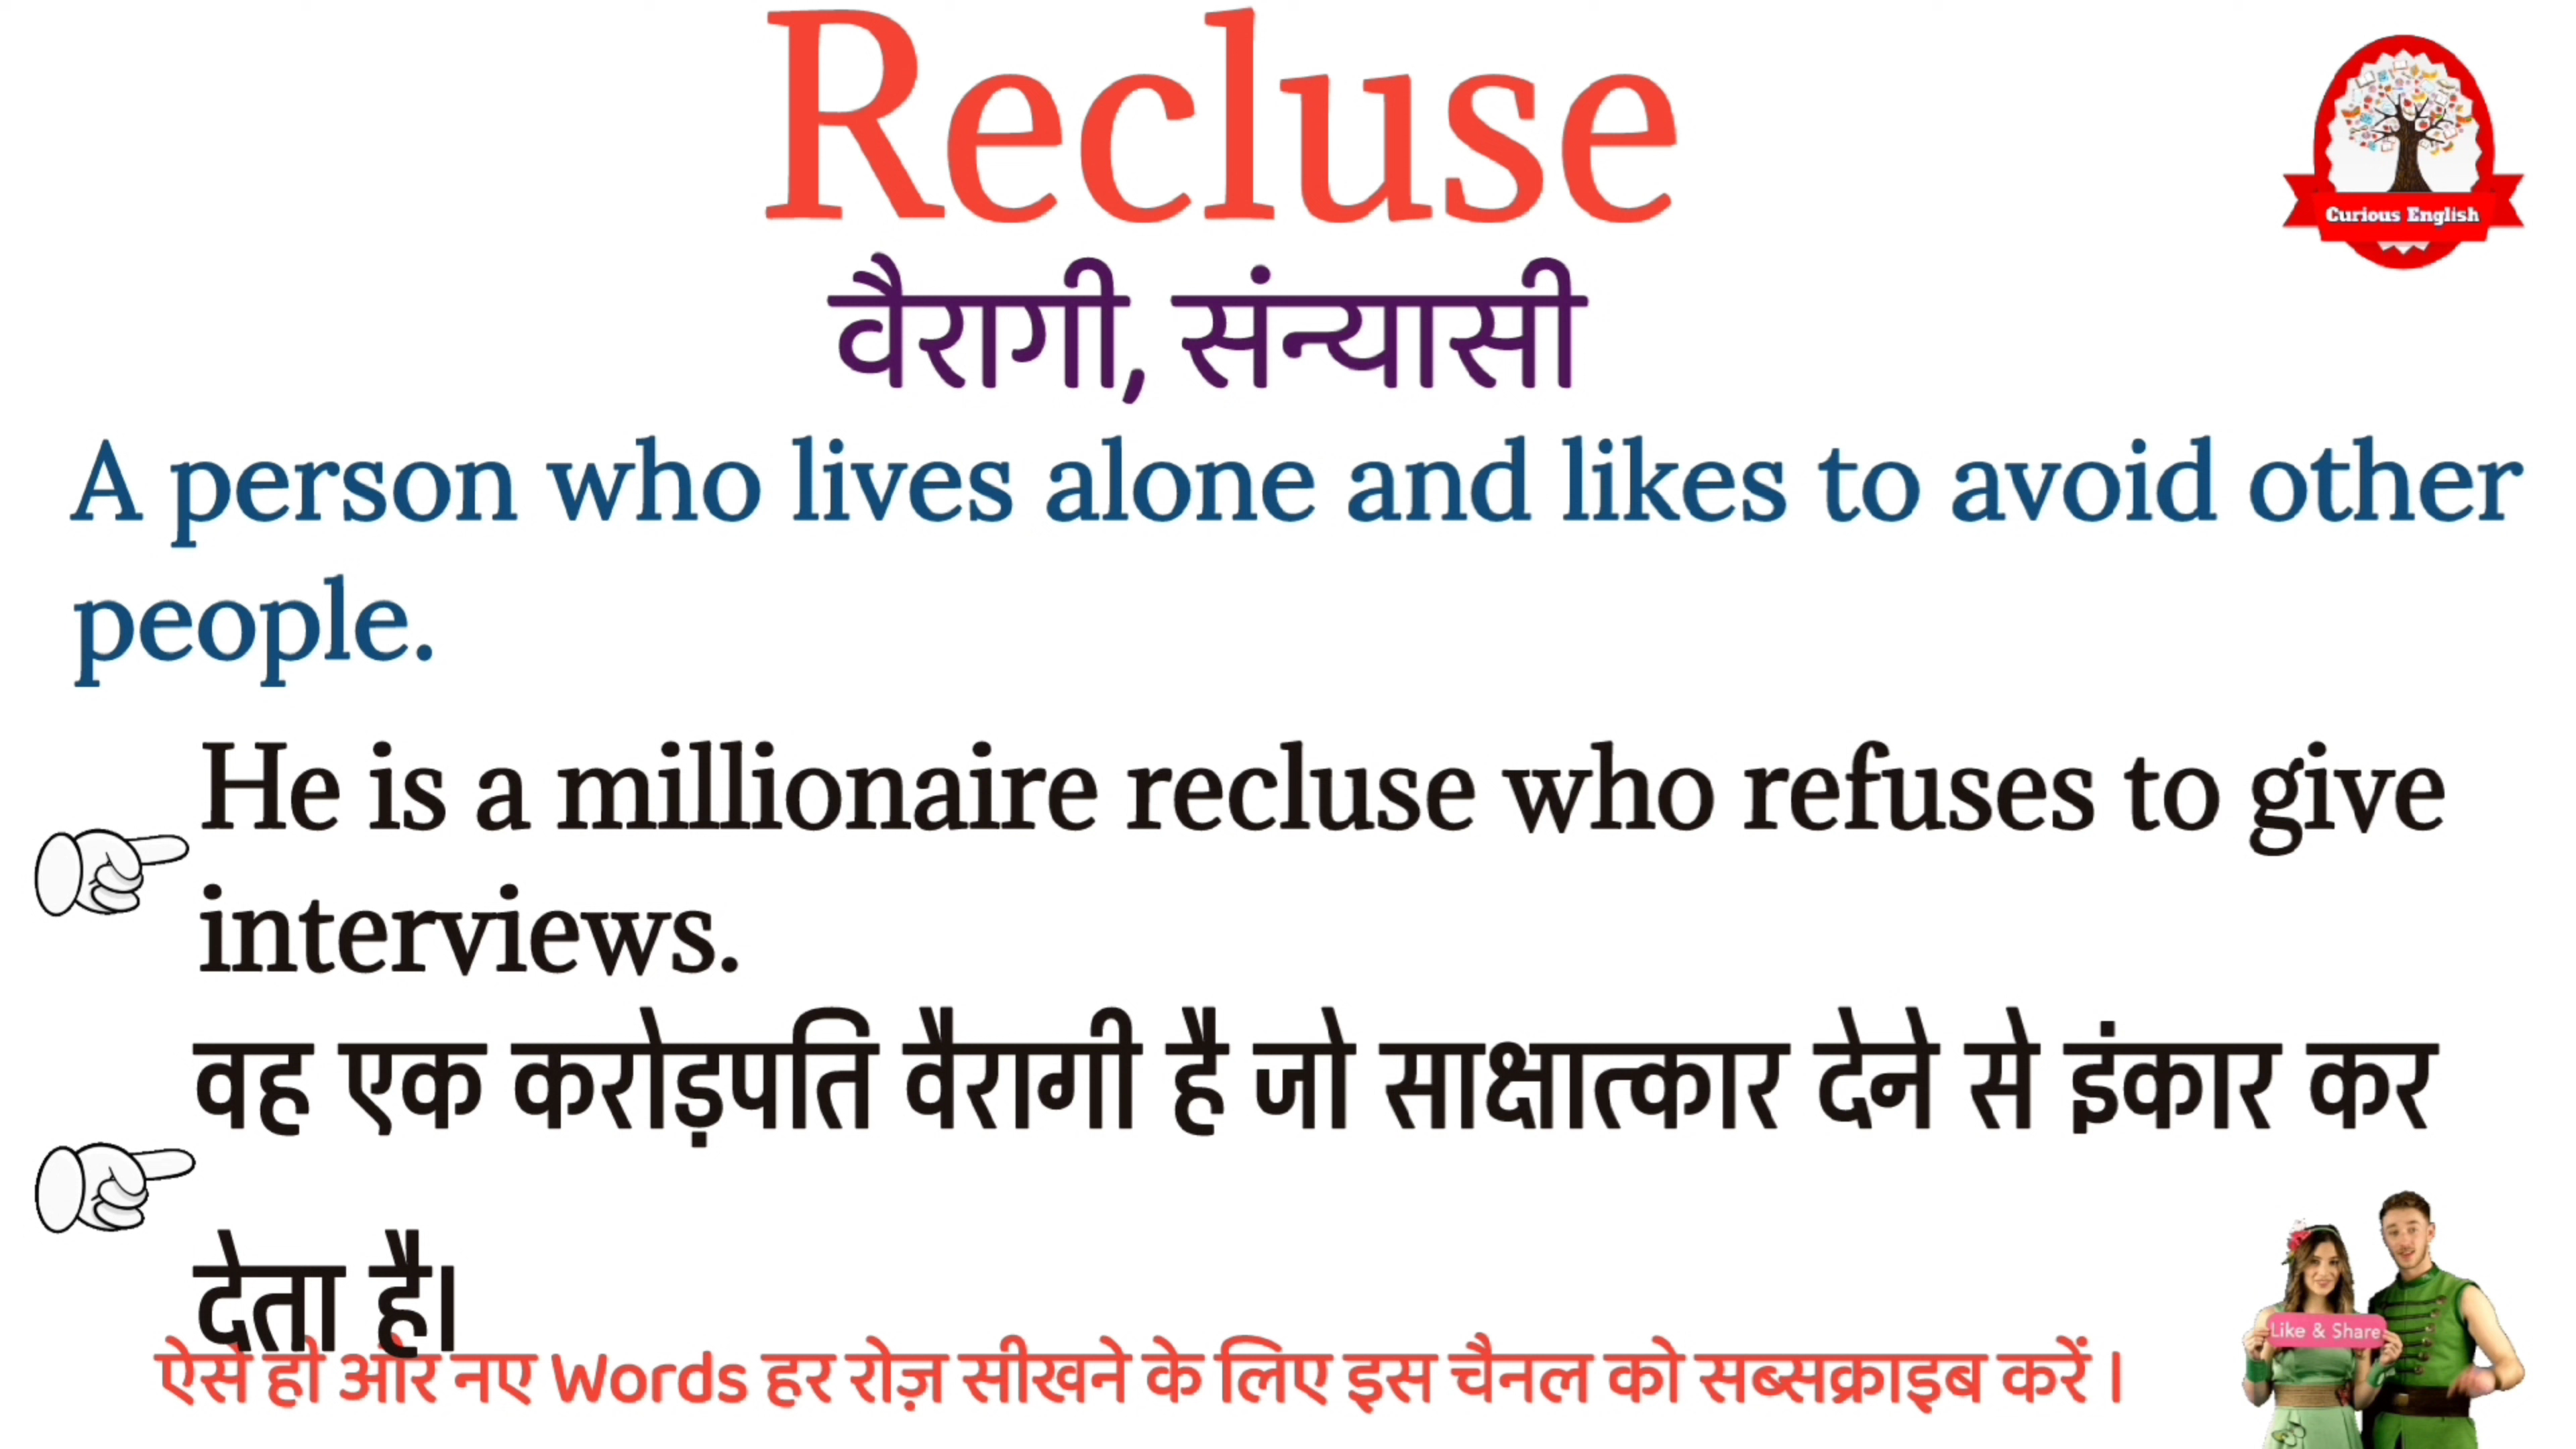 Recluse
Curious English
वैरागी, संन्यासी
A person who lives alone and likes to avoid other
people.
He is a millionaire recluse who refuses to give
interviews.
वह एक करोड़पति वैरागी है जो साक्षात्कार देने से इंकार कर
देता है।
Like & Share
ऐसे ही और नए Words हर रोज़ सीखने के लिए इस चैनल को सब्सक्राइब करें ।